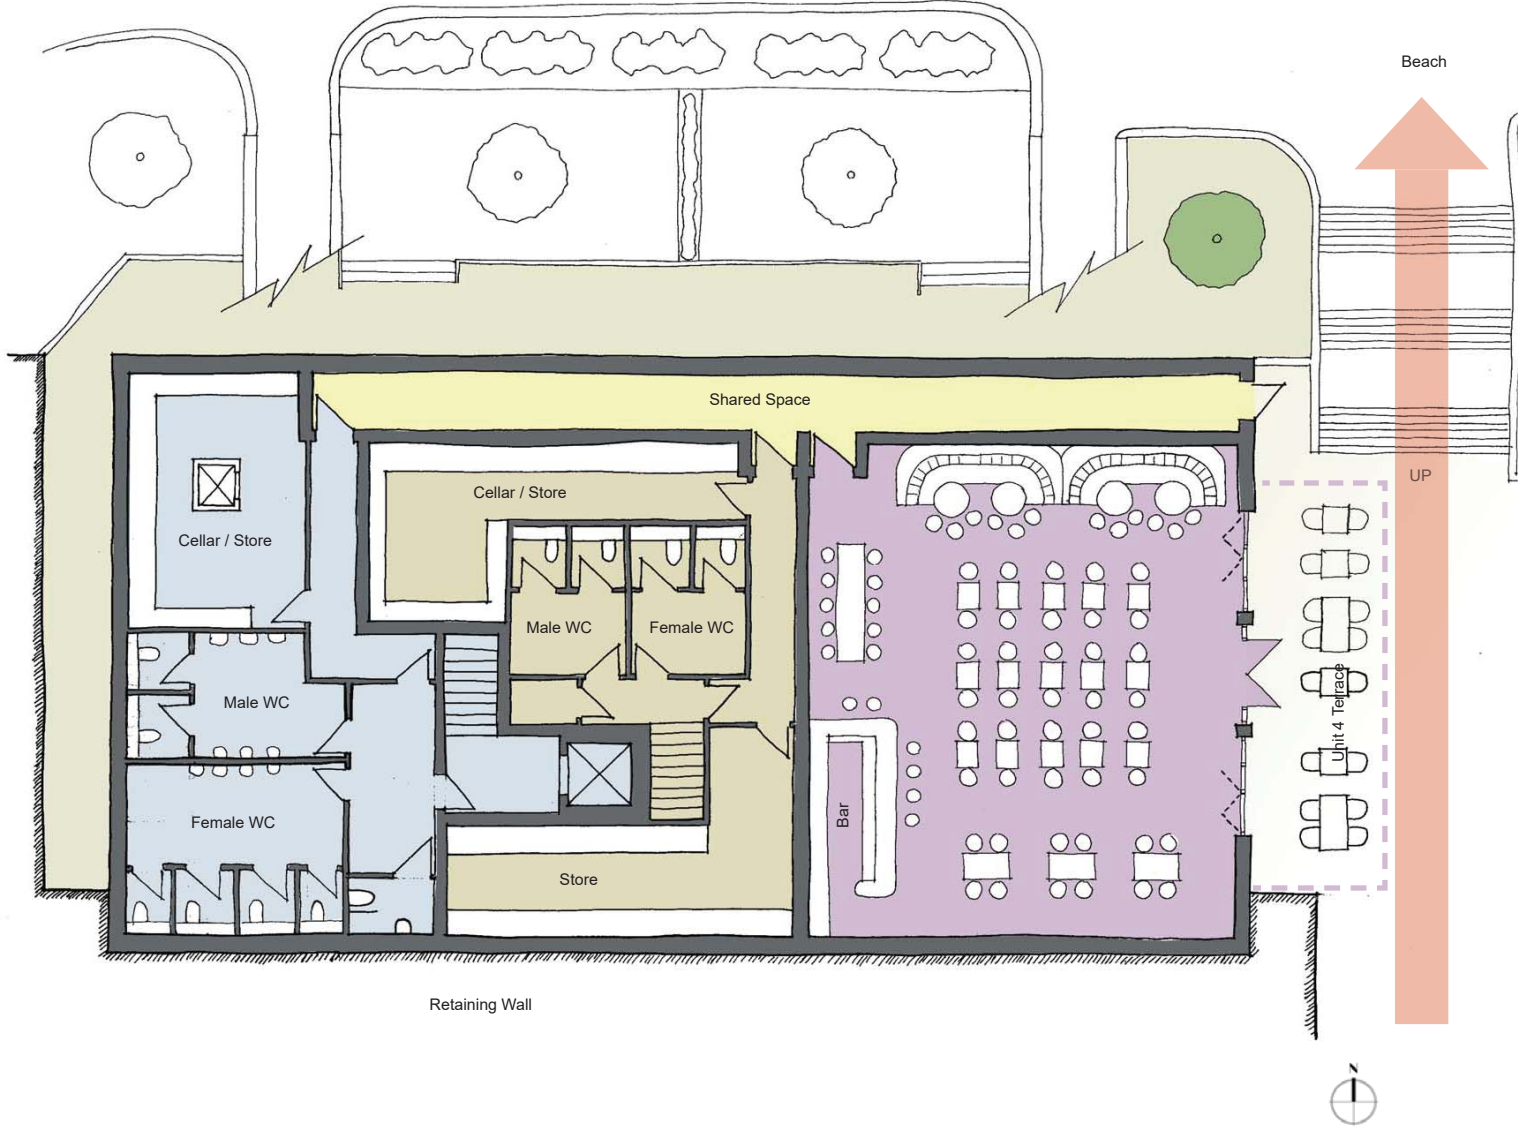 Beach
Shared Space
UP
Cellar / Store
Cellar / Store
Male WC
Female WC
Male WC
Unit 4 Terrace
Bar
Female WC
Store
Retaining Wall
N